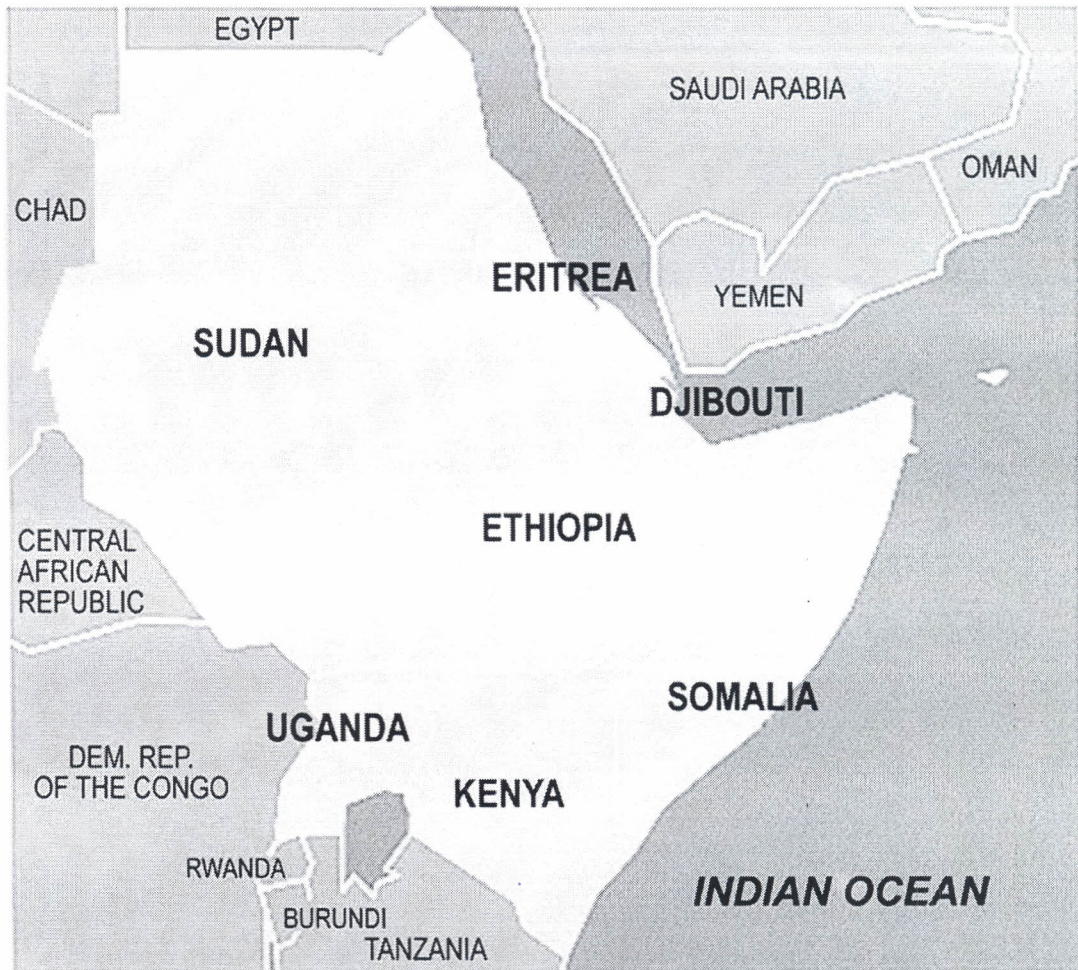 EGYPT
SAUDI ARABIA
OMAN
CHAD
ERITREA
YEMEN
SUDAN
DJIBOUTI
ETHIOPIA
CENTRAL
AFRICAN
REPUBLIC
SOMALIA
UGANDA
DEM. REP.
OF THE CONGO
KENYA
RWANDA
INDIAN OCEAN
BURUNDI
TANZANIA